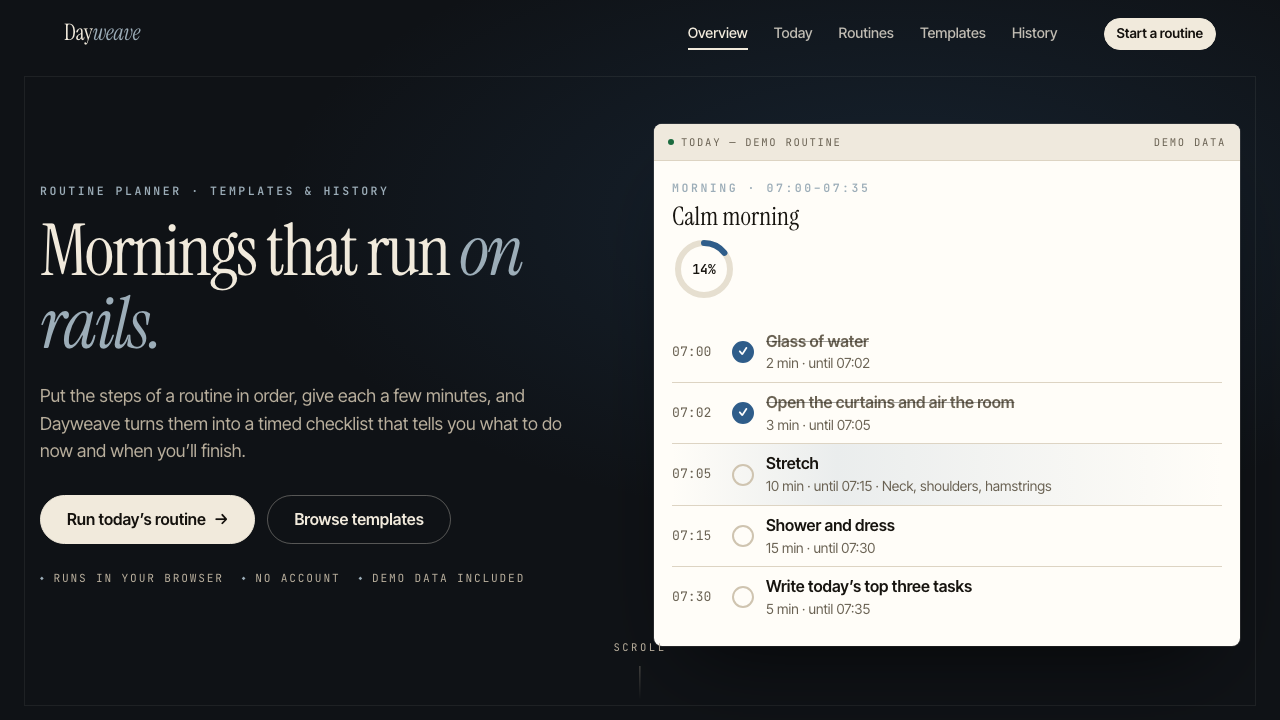 Dayweave
Overview
Today
Routines
Templates
History
Start a routine
ROUTINE PLANNER · TEMPLATES & HISTORY
Mornings that run on
rails.
Put the steps of a routine in order, give each a few minutes, and
Dayweave turns them into a timed checklist that tells you what to do
now and when you’ll finish.
Run today’s routine →
Browse templates
RUNS IN YOUR BROWSER
NO ACCOUNT
DEMO DATA INCLUDED
TODAY — DEMO ROUTINE
DEMO DATA
MORNING · 07:00–07:35
Calm morning
14%
07:00
Glass of water
2 min · until 07:02
07:02
Open the curtains and air the room
3 min · until 07:05
07:05
Stretch
10 min · until 07:15 · Neck, shoulders, hamstrings
07:15
Shower and dress
15 min · until 07:30
07:30
Write today’s top three tasks
5 min · until 07:35
SCROLL